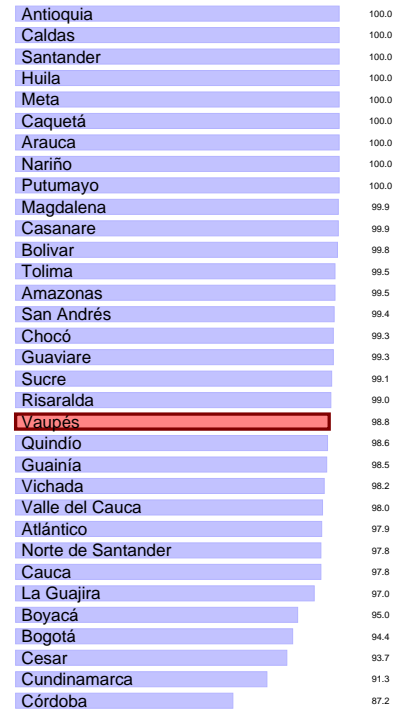 Antioquia 100.0
Caldas 100.0
Santander 100.0
Huila 100.0
Meta 100.0
Caquetá 100.0
Arauca 100.0
Nariño 100.0
Putumayo 100.0
Magdalena 99.9
Casanare 99.9
Bolivar 99.8
Tolima 99.5
Amazonas 99.5
San Andrés 99.4
Chocó 99.3
Guaviare 99.3
Sucre 99.1
Risaralda 99.0
Vaupés 98.8
Quindío 98.6
Guainía 98.5
Vichada 98.2
Valle del Cauca 98.0
Atlántico 97.9
Norte de Santander 97.8
Cauca 97.8
La Guajira 97.0
Boyacá 95.0
Bogotá 94.4
Cesar 93.7
Cundinamarca 91.3
Córdoba 87.2